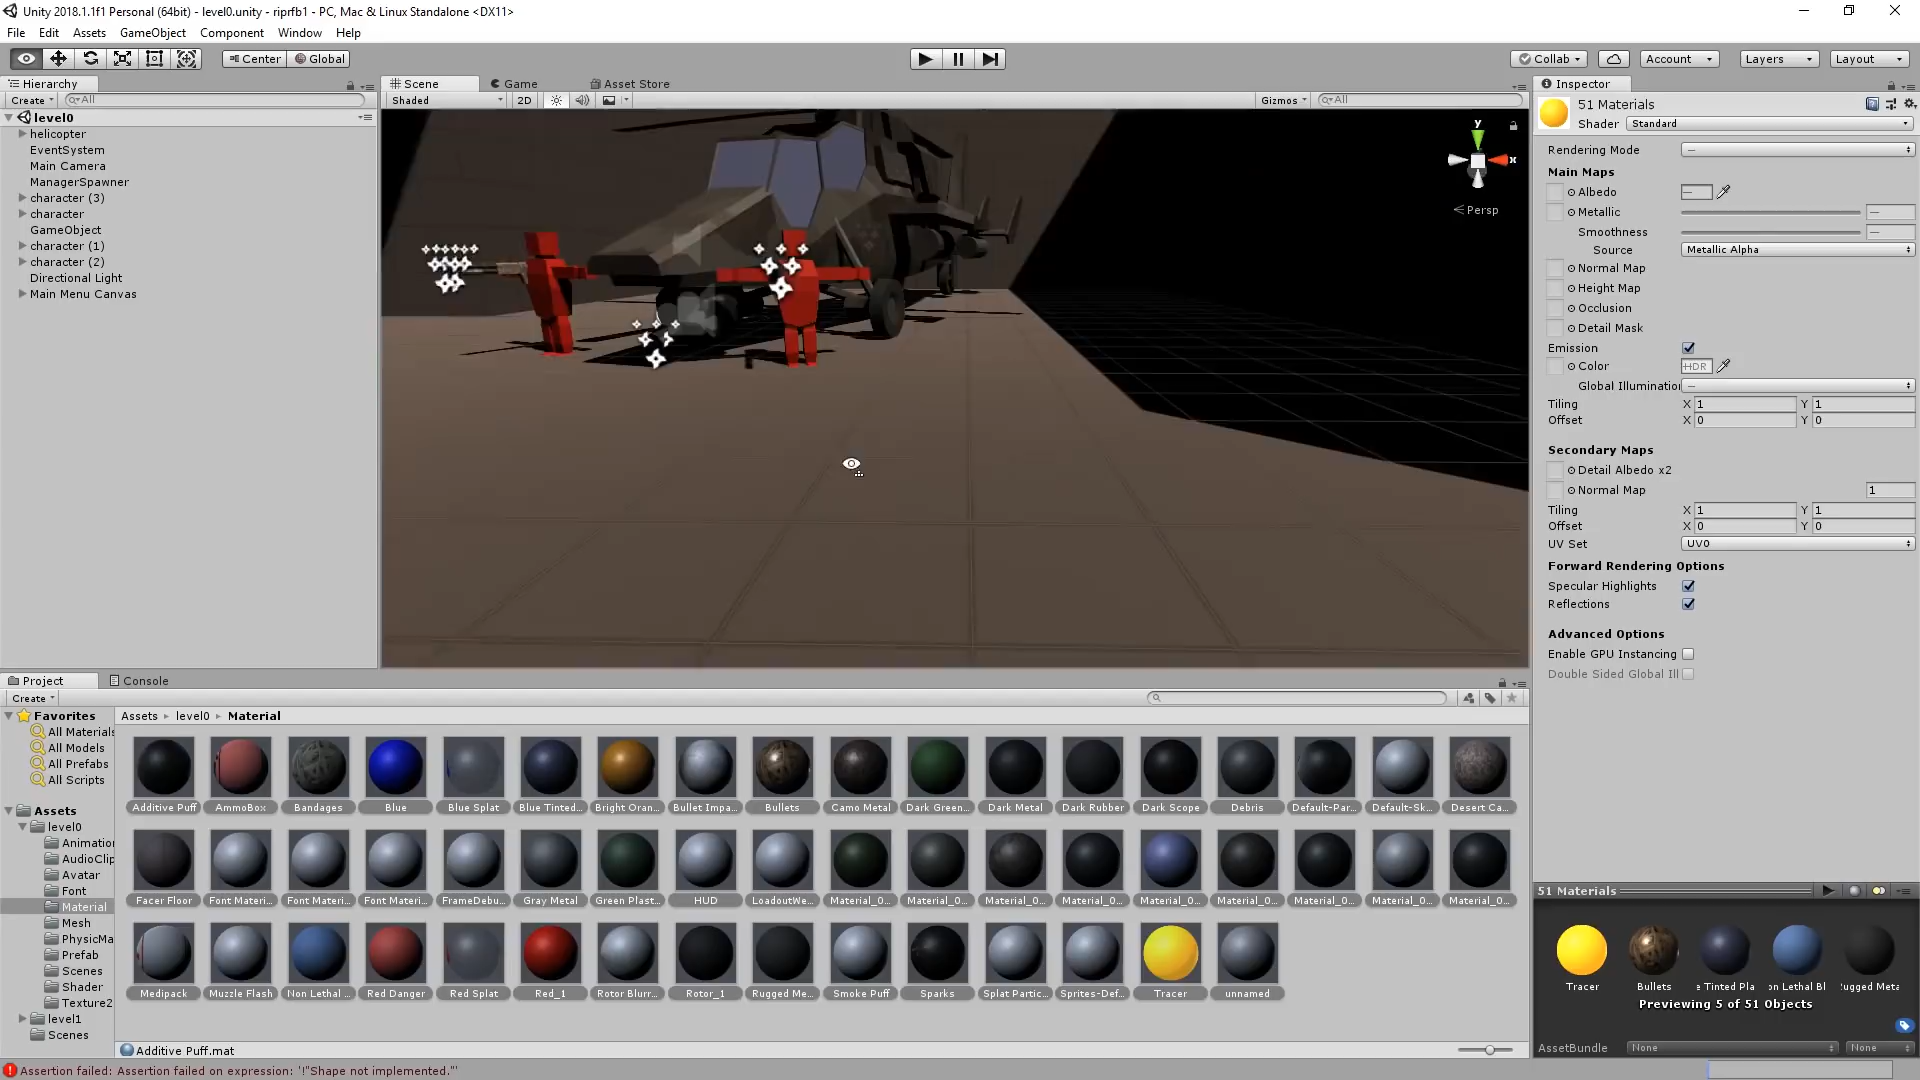 Unity 2018.1.1f1 Personal (64bit) - level0.unity - riprfb1 - PC, Mac & Linux Standalone <DX11>
File Edit Assets GameObject Component Window Help
Center Global Collab Account Layers Layout
Hierarchy
Create All
level0
helicopter
EventSystem
Main Camera
ManagerSpawner
character (3)
character
GameObject
character (1)
character (2)
Directional Light
Main Menu Canvas
Scene Game Asset Store
Shaded 2D Gizmos All
y
x
Persp
Inspector
51 Materials
Shader Standard
Rendering Mode —
Main Maps
Albedo —
Metallic —
Smoothness —
Source Metallic Alpha
Normal Map
Height Map
Occlusion
Detail Mask
Emission
Color HDR
Global Illumination —
Tiling X 1 Y 1
Offset X 0 Y 0
Secondary Maps
Detail Albedo x2
Normal Map 1
Tiling X 1 Y 1
Offset X 0 Y 0
UV Set UV0
Forward Rendering Options
Specular Highlights
Reflections
Advanced Options
Enable GPU Instancing
Double Sided Global Ill
Project Console
Create
Favorites
All Materials
All Models
All Prefabs
All Scripts
Assets
level0
Animation
AudioClip
Avatar
Font
Material
Mesh
PhysicMa
Prefab
Scenes
Shader
Texture2
level1
Scenes
Assets level0 Material
Additive Puff AmmoBox Bandages Blue Blue Splat Blue Tinted... Bright Oran... Bullet Impa... Bullets Camo Metal Dark Green... Dark Metal Dark Rubber Dark Scope Debris Default-Par... Default-Sk... Desert Ca...
Facer Floor Font Materi... Font Materi... Font Materi... FrameDebu... Gray Metal Green Plast... HUD LoadoutWe... Material_0... Material_0... Material_0... Material_0... Material_0... Material_0... Material_0... Material_0... Material_0...
Medipack Muzzle Flash Non Lethal ... Red Danger Red Splat Red_1 Rotor Blurr... Rotor_1 Rugged Me... Smoke Puff Sparks Splat Partic... Sprites-Def... Tracer unnamed
Additive Puff.mat
51 Materials
Tracer Bullets e Tinted Pla on Lethal Bl Rugged Meta
Previewing 5 of 51 Objects
AssetBundle None None
Assertion failed: Assertion failed on expression: '!"Shape not implemented."'